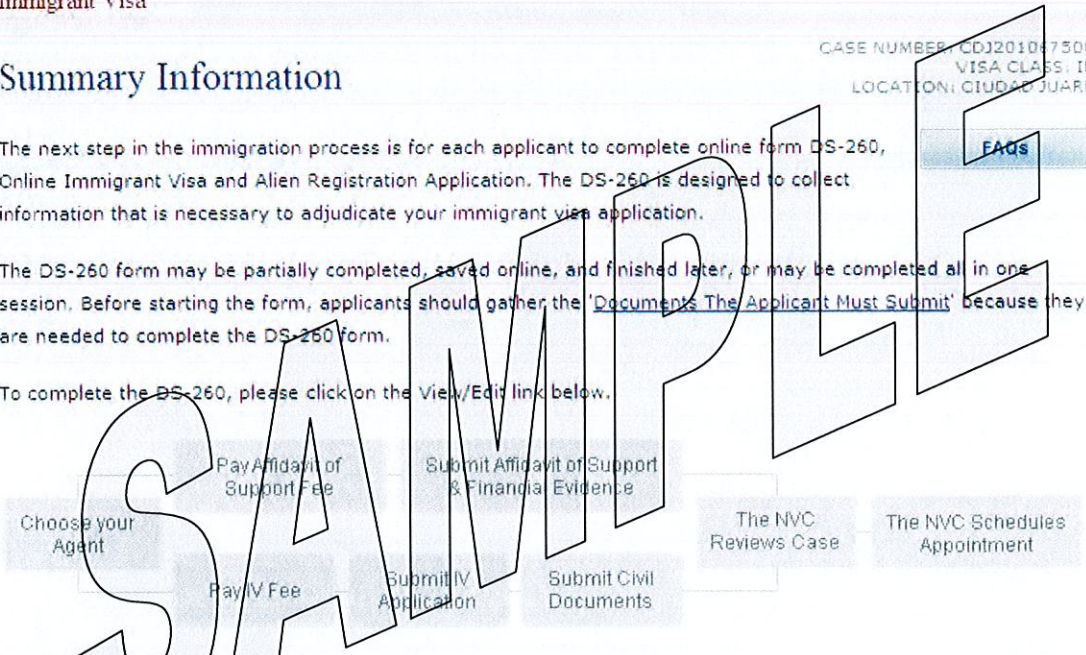 Immigrant Visa
Summary Information
CASE NUMBER: CDJ201067500
VISA CLASS: I
LOCATION: CIUDAD JUAR
FAQs
The next step in the immigration process is for each applicant to complete online form DS-260,
Online Immigrant Visa and Alien Registration Application. The DS-260 is designed to collect
information that is necessary to adjudicate your immigrant visa application.
The DS-260 form may be partially completed, saved online, and finished later, or may be completed all in one
session. Before starting the form, applicants should gather the 'Documents The Applicant Must Submit' because they
are needed to complete the DS-260 form.
To complete the DS-260, please click on the View/Edit link below.
Choose your
Agent
Pay Affidavit of
Support Fee
Submit Affidavit of Support
& Financial Evidence
Pay IV Fee
Submit IV
Application
Submit Civil
Documents
The NVC
Reviews Case
The NVC Schedules
Appointment
SAMPLE